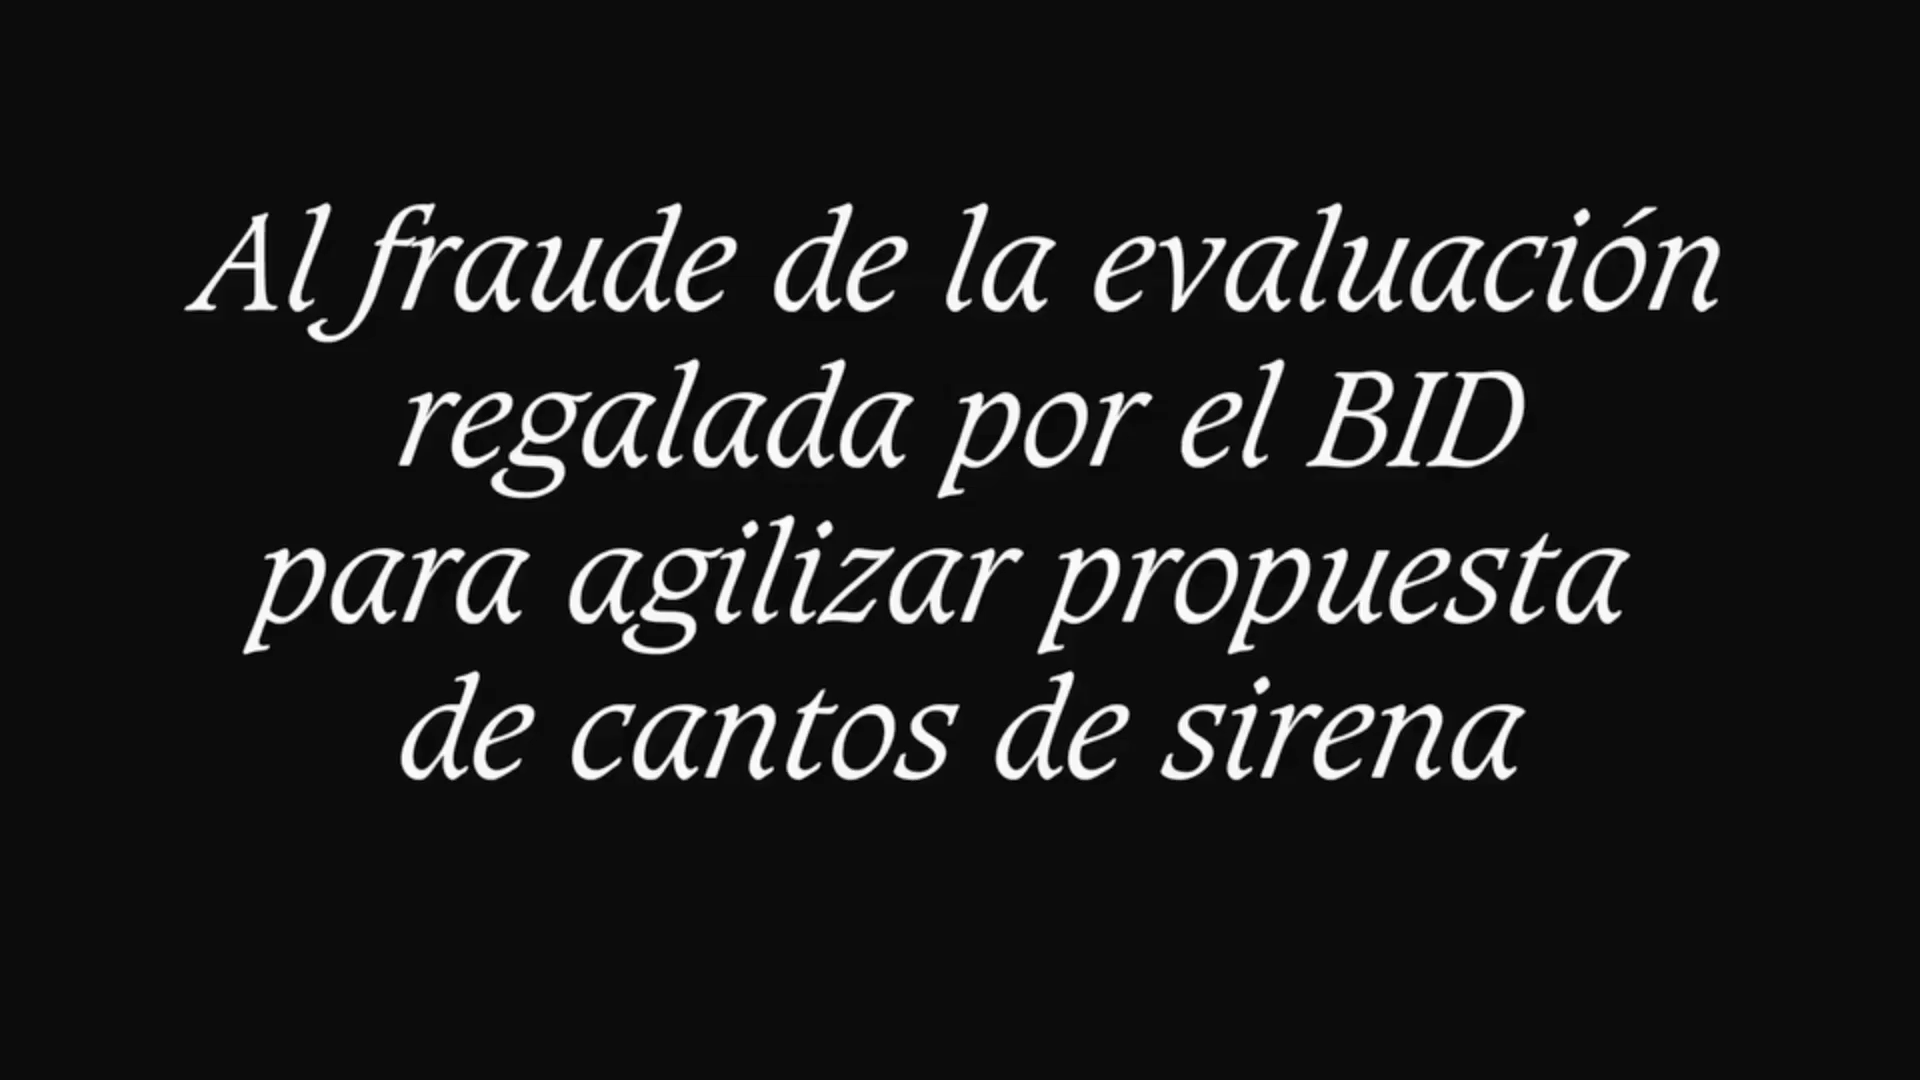 Al fraude de la evaluación
regalada por el BID
para agilizar propuesta
de cantos de sirena